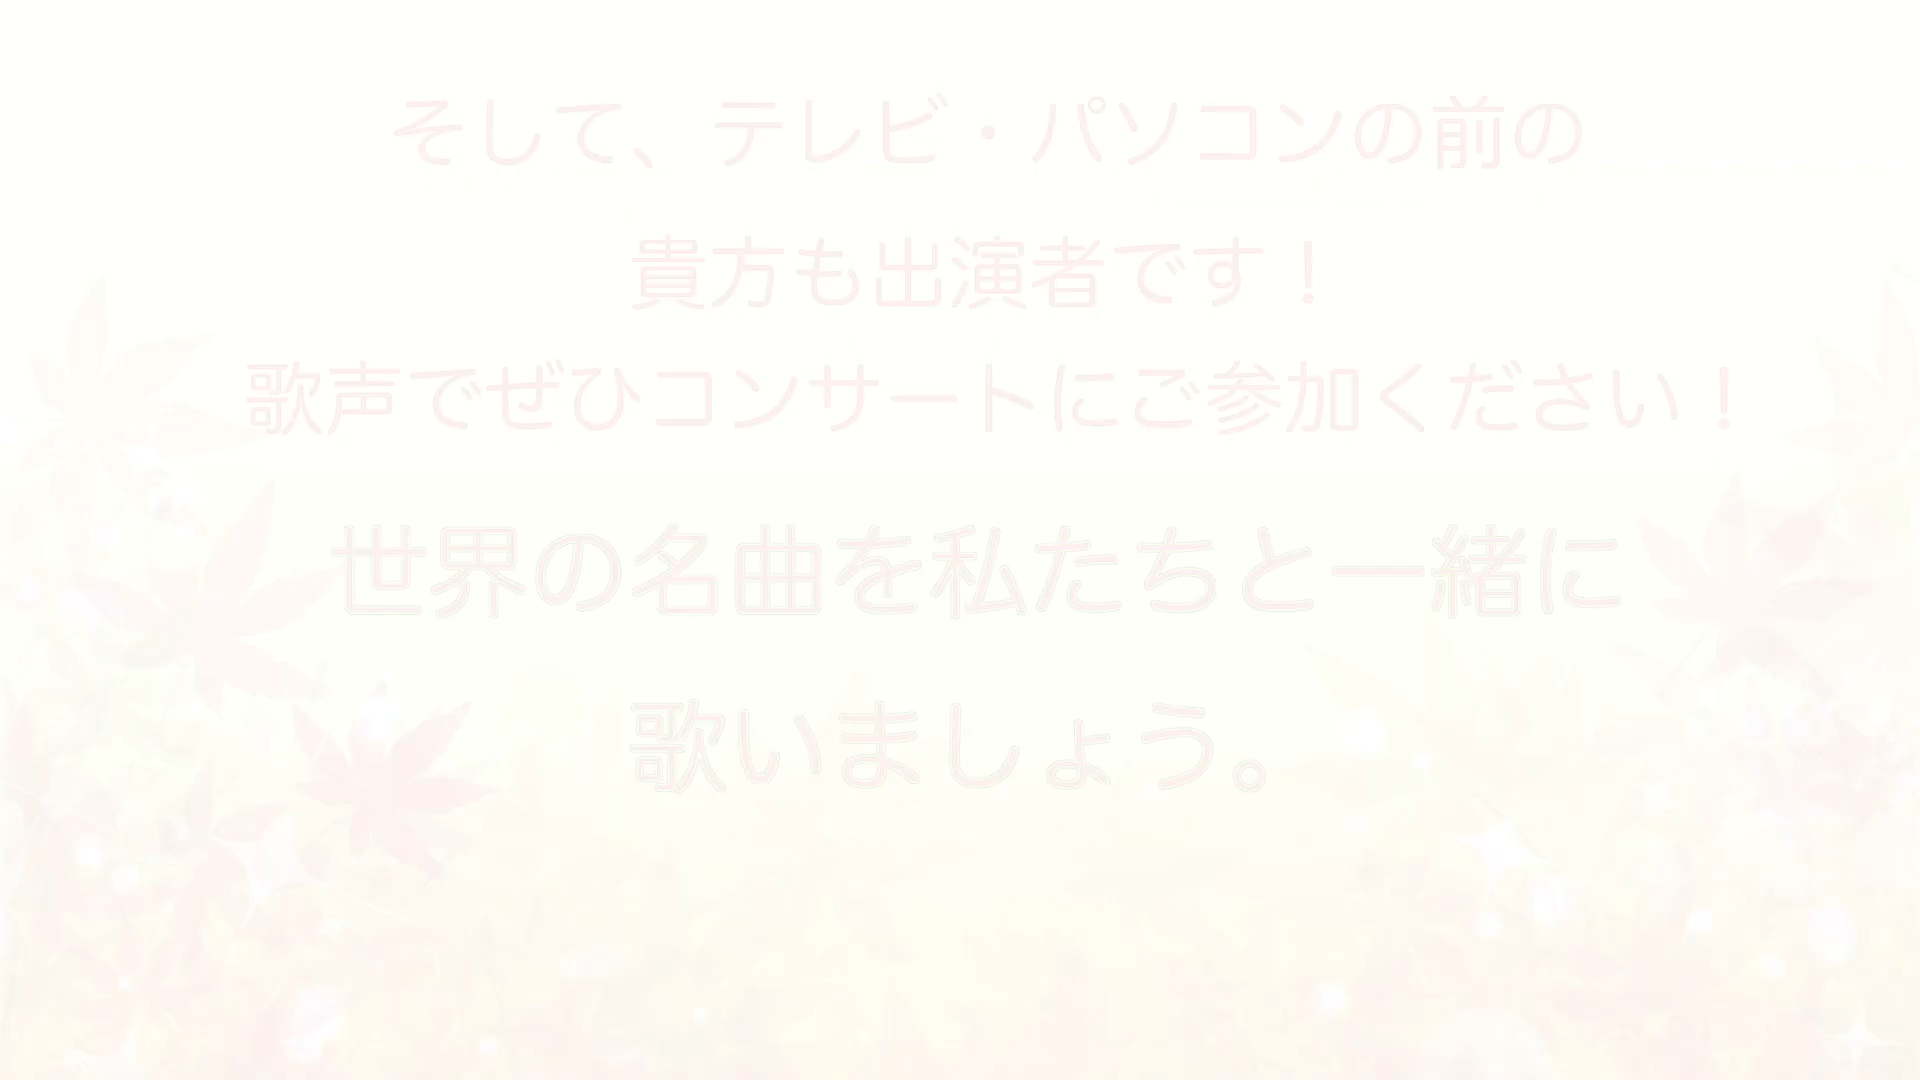 そして、テレビ・パソコンの前の
貴方も出演者です！
歌声でぜひコンサートにご参加ください！
世界の名曲を私たちと一緒に
歌いましょう。